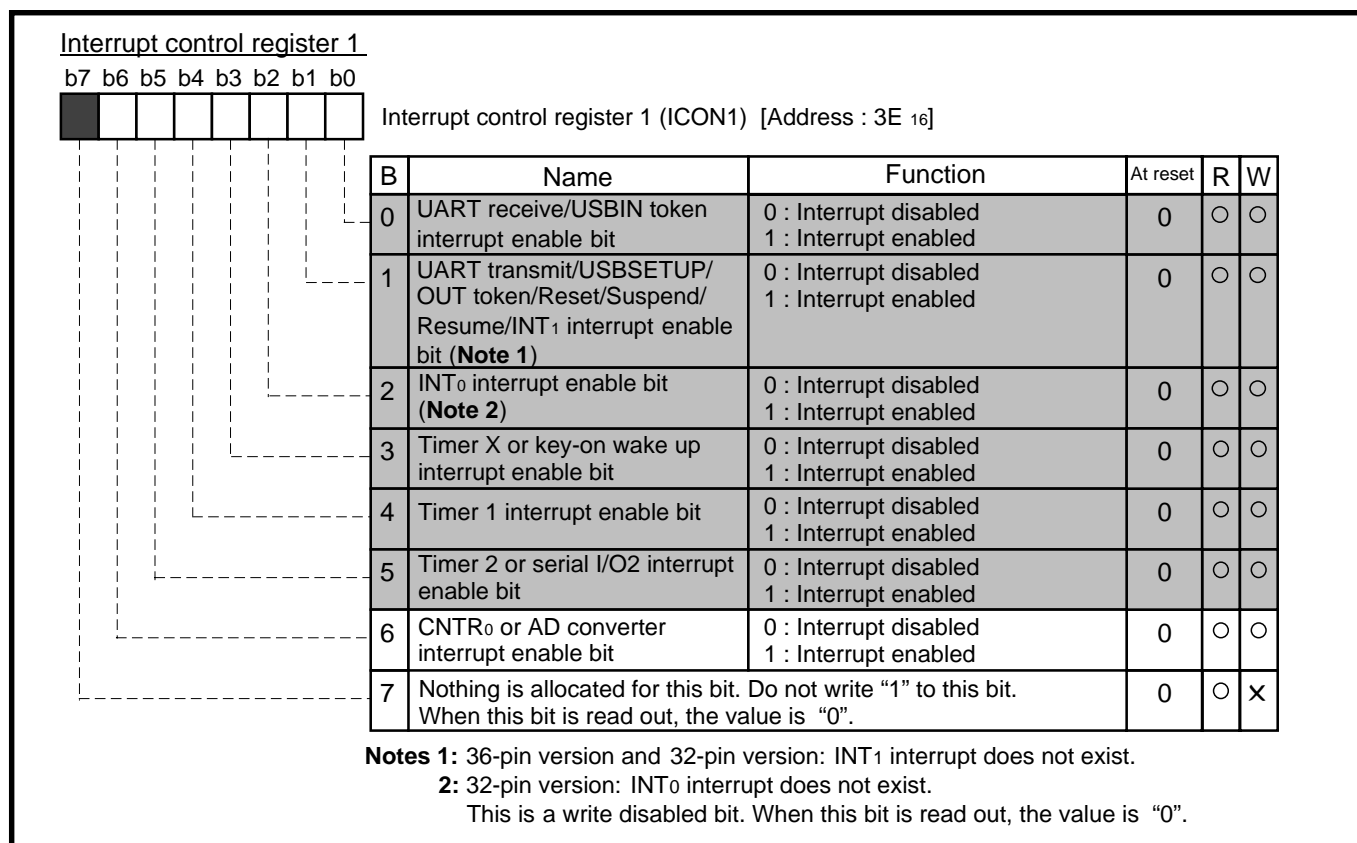 Interrupt control register 1
b7 b6 b5 b4 b3 b2 b1 b0
Interrupt control register 1 (ICON1) [Address : 3E 16]
B Name Function At reset R W
0 UART receive/USBIN token 0 : Interrupt disabled 0 ○ ○
interrupt enable bit 1 : Interrupt enabled
1 UART transmit/USBSETUP/ 0 : Interrupt disabled 0 ○ ○
OUT token/Reset/Suspend/ 1 : Interrupt enabled
Resume/INT1 interrupt enable
bit (Note 1)
2 INT0 interrupt enable bit 0 : Interrupt disabled 0 ○ ○
(Note 2) 1 : Interrupt enabled
3 Timer X or key-on wake up 0 : Interrupt disabled 0 ○ ○
interrupt enable bit 1 : Interrupt enabled
4 Timer 1 interrupt enable bit 0 : Interrupt disabled 0 ○ ○
1 : Interrupt enabled
5 Timer 2 or serial I/O2 interrupt 0 : Interrupt disabled 0 ○ ○
enable bit 1 : Interrupt enabled
6 CNTR0 or AD converter 0 : Interrupt disabled 0 ○ ○
interrupt enable bit 1 : Interrupt enabled
7 Nothing is allocated for this bit. Do not write “1” to this bit. 0 ○ ×
When this bit is read out, the value is “0”.
Notes 1: 36-pin version and 32-pin version: INT1 interrupt does not exist.
2: 32-pin version: INT0 interrupt does not exist.
This is a write disabled bit. When this bit is read out, the value is “0”.